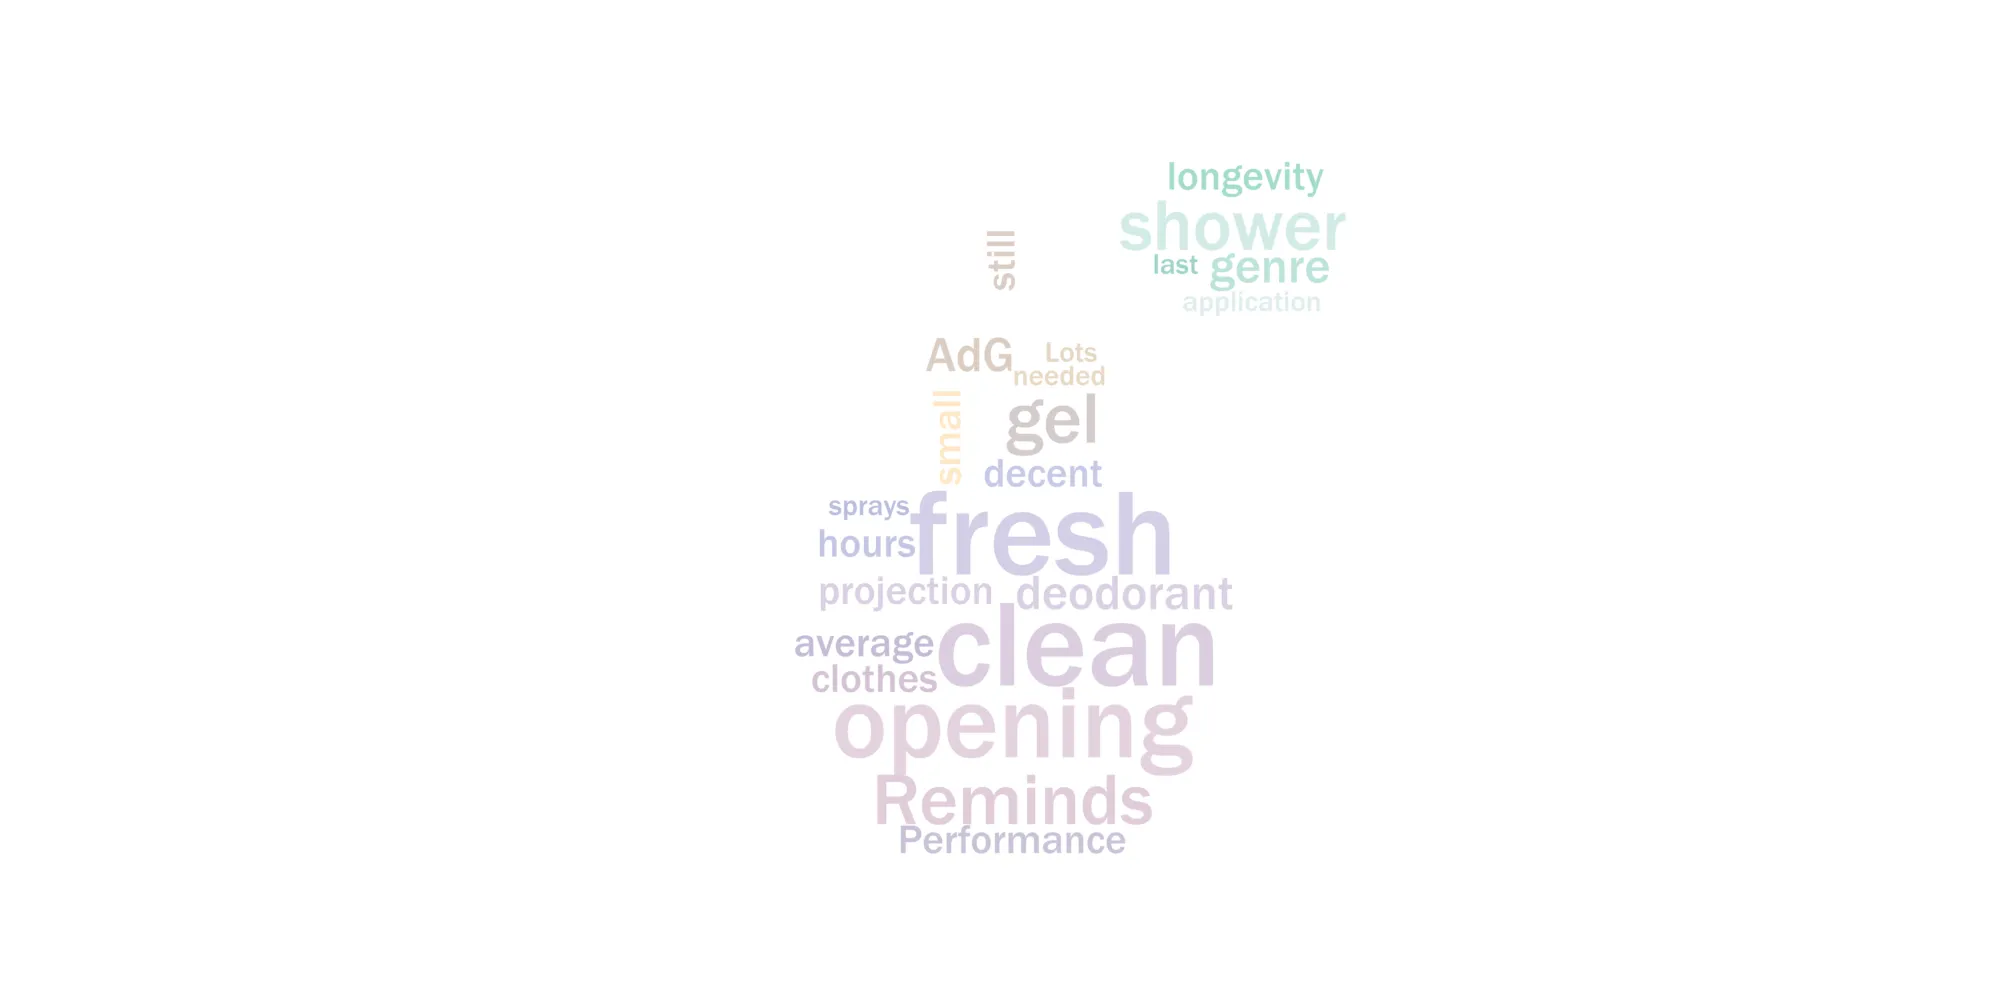 longevity
shower
last genre
application
still
AdG Lots
needed
small
gel
decent
sprays
fresh
hours
projection deodorant
clean
average
clothes
opening
Reminds
Performance